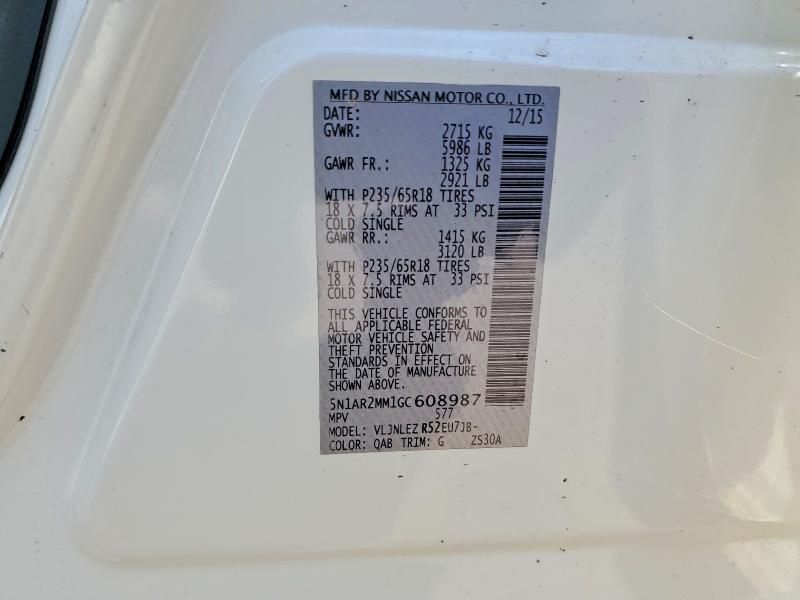 MFD BY NISSAN MOTOR CO., LTD.
DATE: 12/15
GVWR: 2715 KG
5986 LB
GAWR FR.: 1325 KG
2921 LB
WITH P235/65R18 TIRES
18 X 7.5 RIMS AT 33 PSI
COLD SINGLE
GAWR RR.: 1415 KG
3120 LB
WITH P235/65R18 TIRES
18 X 7.5 RIMS AT 33 PSI
COLD SINGLE
THIS VEHICLE CONFORMS TO
ALL APPLICABLE FEDERAL
MOTOR VEHICLE SAFETY AND
THEFT PREVENTION
STANDARDS IN EFFECT ON
THE DATE OF MANUFACTURE
SHOWN ABOVE.
5N1AR2MM1GC608987
MPV 577
MODEL: VLJNLEZ R52EU7JB-
COLOR: QAB TRIM: G ZS30A